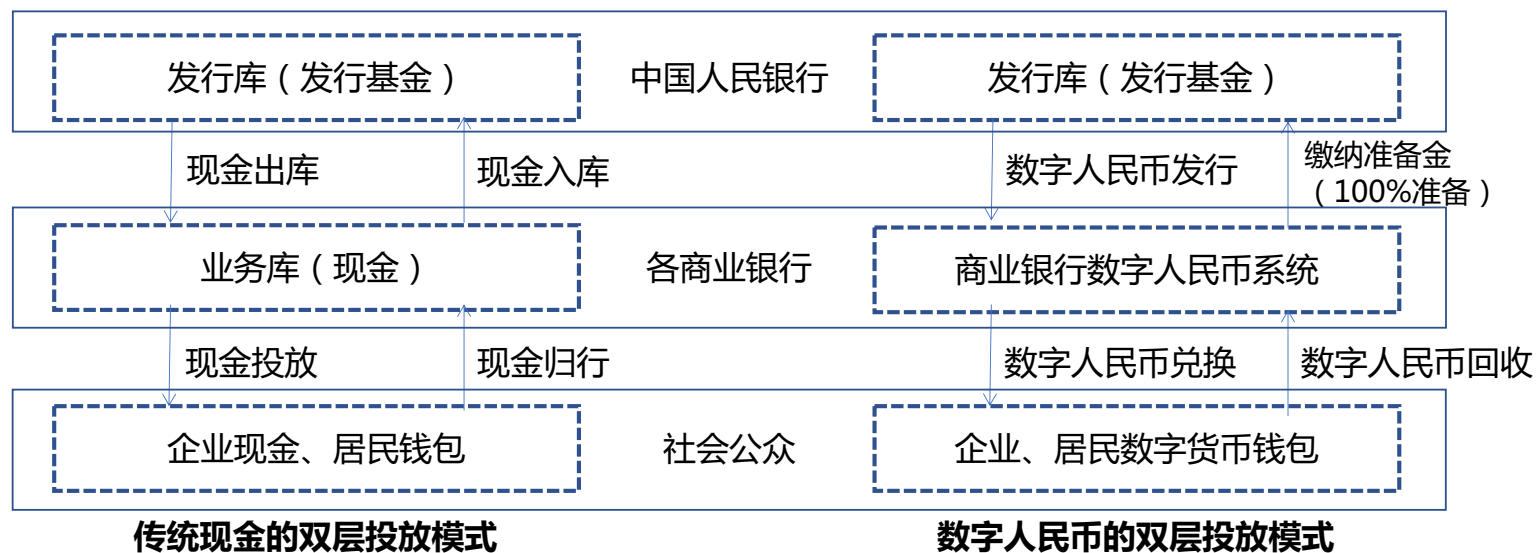 发行库（发行基金）
中国人民银行
发行库（发行基金）
现金出库
现金入库
数字人民币发行
缴纳准备金
（100%准备）
业务库（现金）
各商业银行
商业银行数字人民币系统
现金投放
现金归行
数字人民币兑换
数字人民币回收
企业现金、居民钱包
社会公众
企业、居民数字货币钱包
传统现金的双层投放模式
数字人民币的双层投放模式